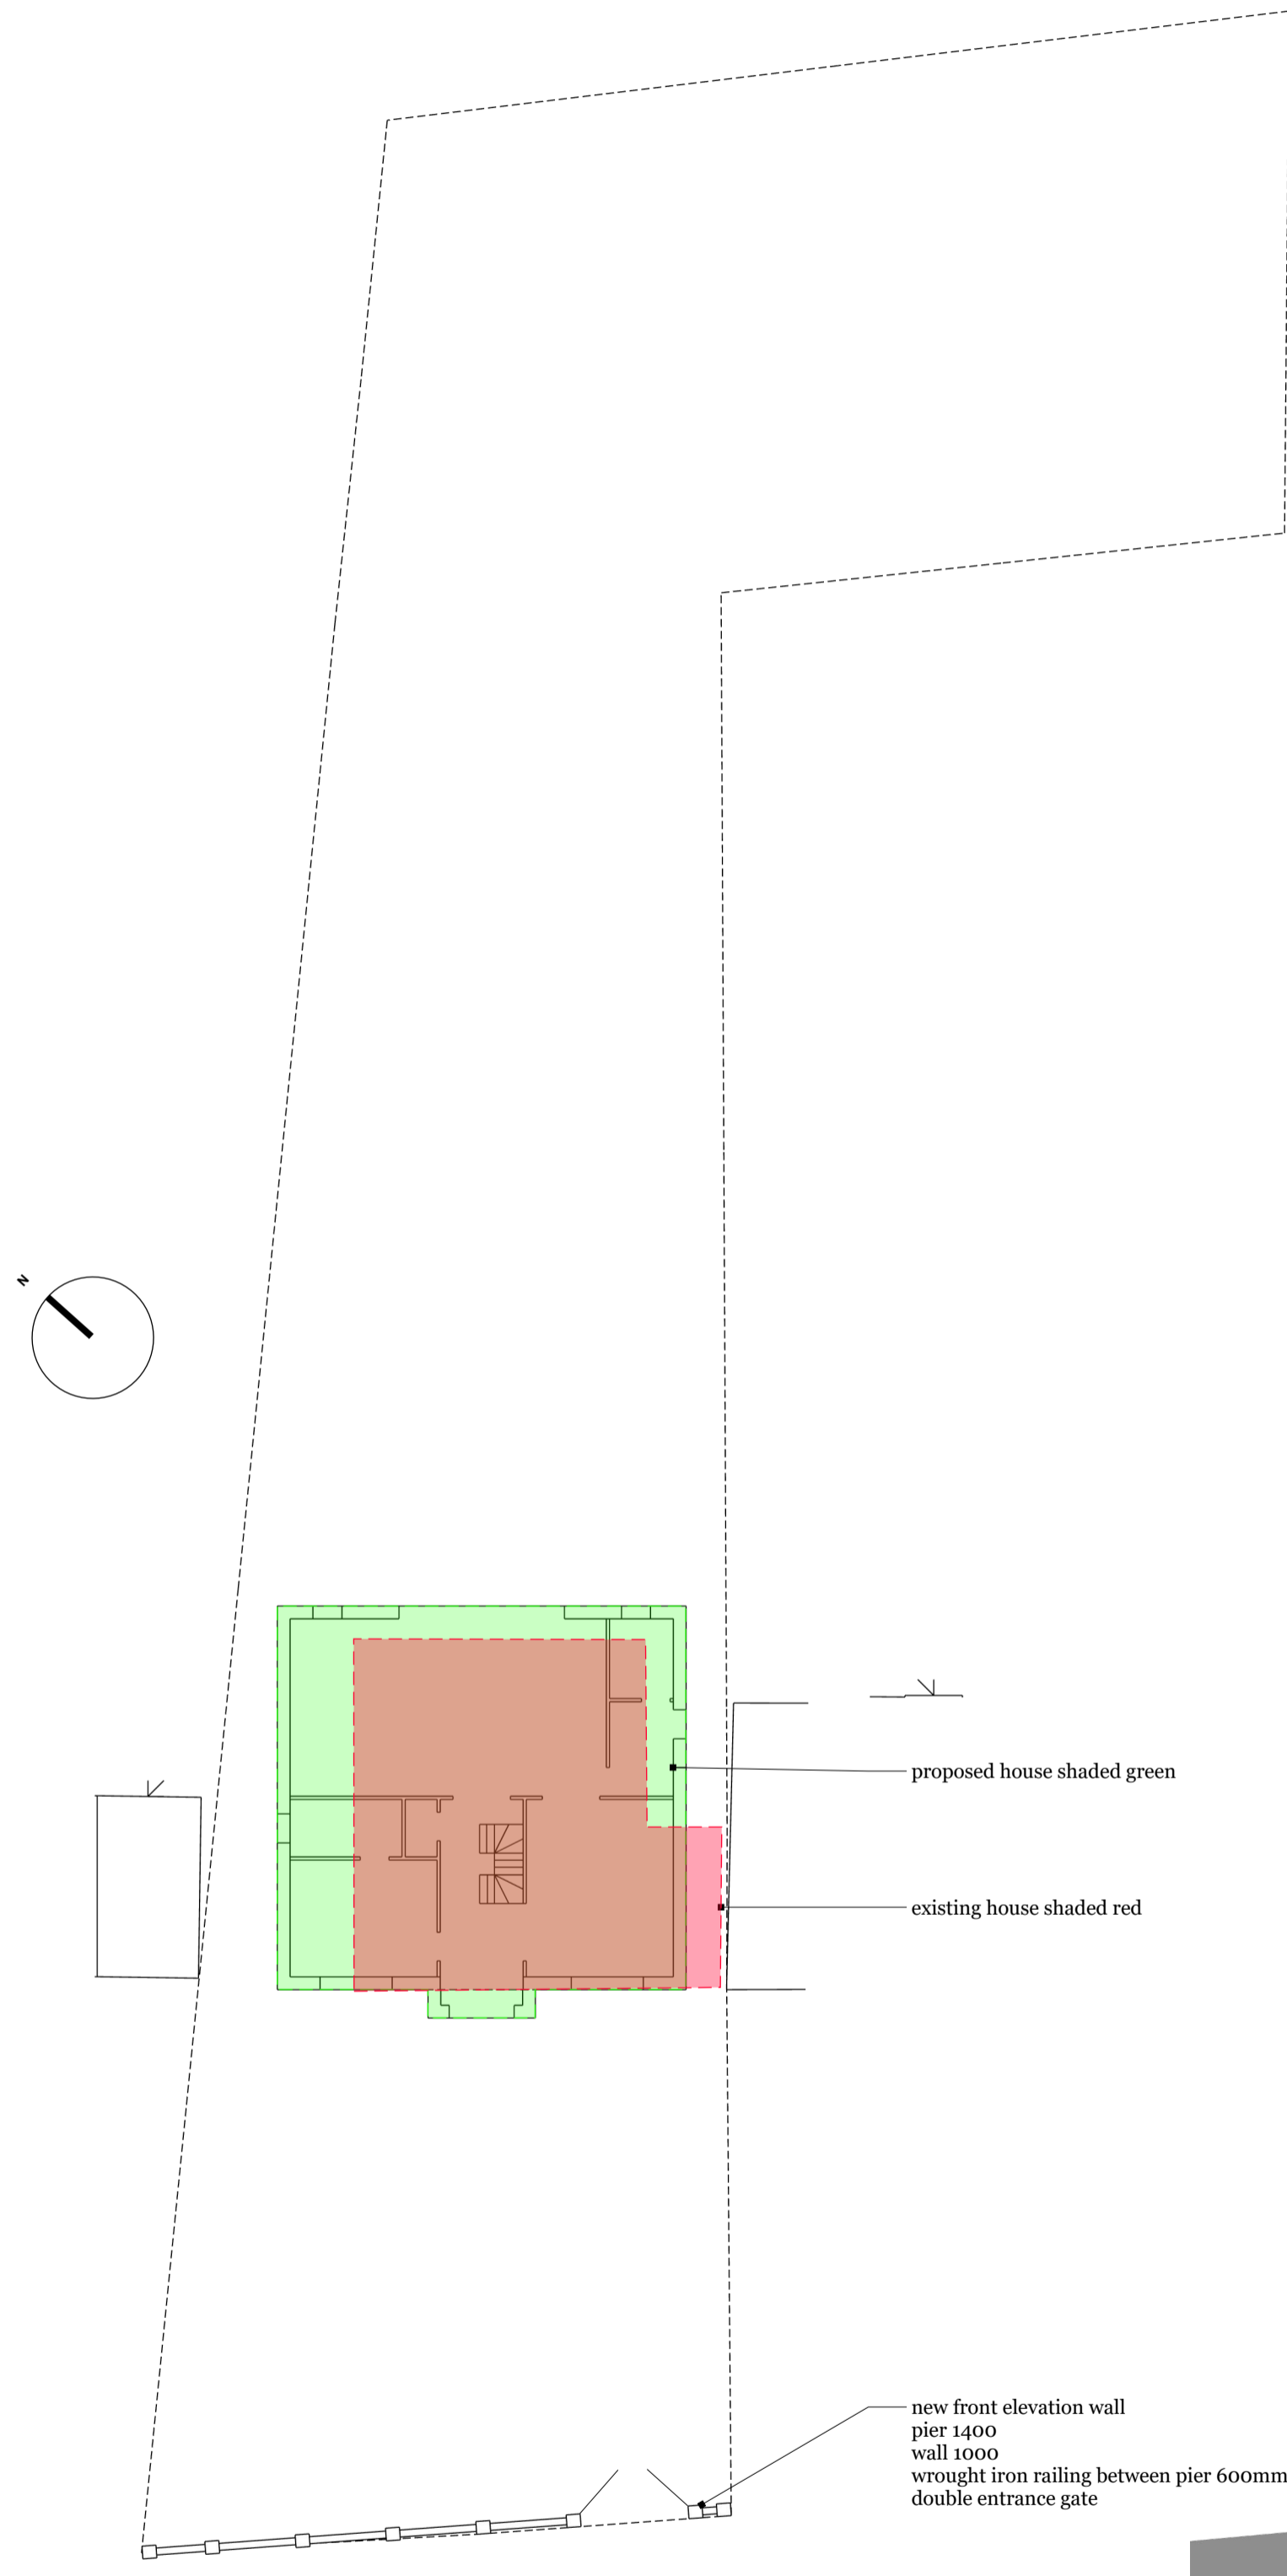 N
proposed house shaded green
existing house shaded red
new front elevation wall
pier 1400
wall 1000
wrought iron railing between pier 600mm
double entrance gate